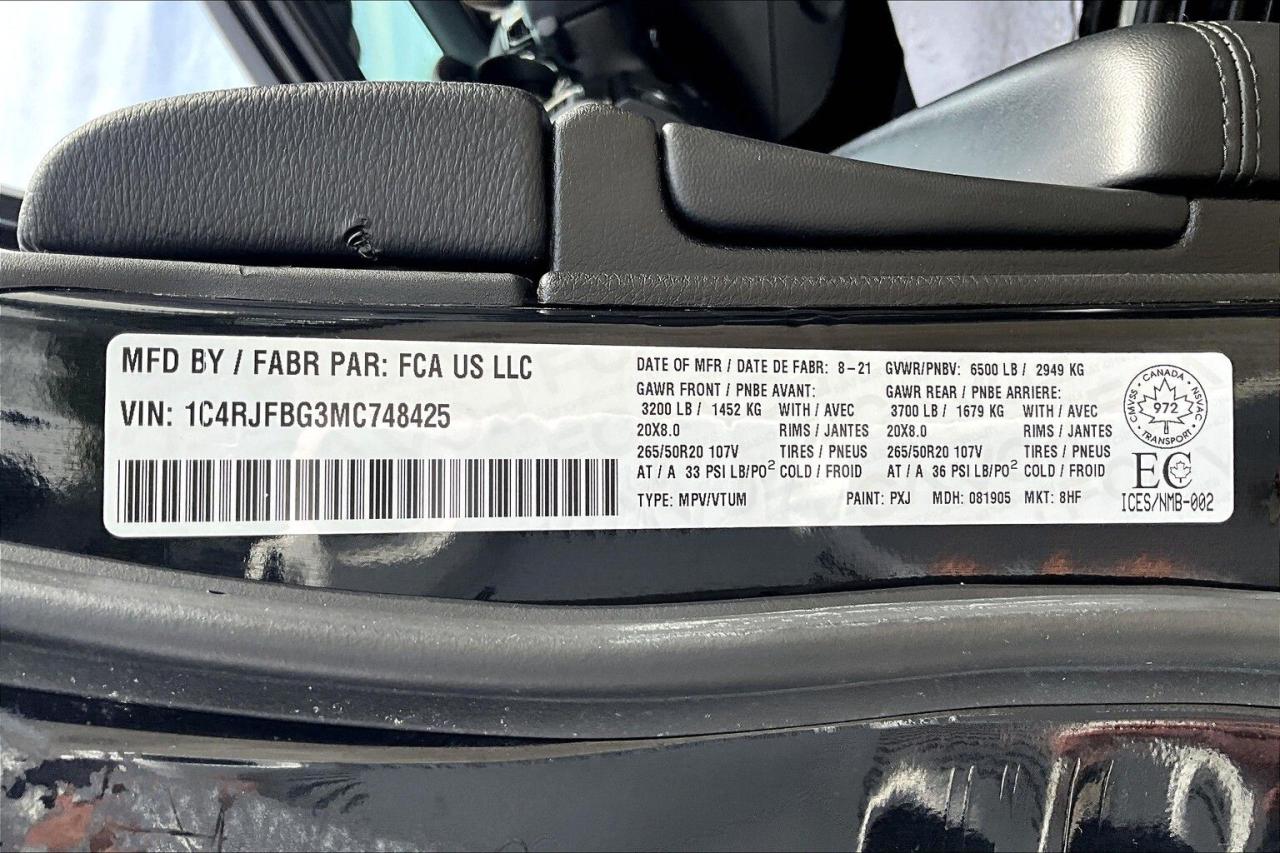 MFD BY / FABR PAR: FCA US LLC
VIN: 1C4RJFBG3MC748425
DATE OF MFR / DATE DE FABR: 8-21 GVWR/PNBV: 6500 LB / 2949 KG
GAWR FRONT / PNBE AVANT: GAWR REAR / PNBE ARRIERE:
3200 LB / 1452 KG WITH / AVEC 3700 LB / 1679 KG WITH / AVEC
20X8.0 RIMS / JANTES 20X8.0 RIMS / JANTES
265/50R20 107V TIRES / PNEUS 265/50R20 107V TIRES / PNEUS
AT / A 33 PSI LB/PO² COLD / FROID AT / A 36 PSI LB/PO² COLD / FROID
TYPE: MPV/VTUM PAINT: PXJ MDH: 081905 MKT: 8HF
CANADA
CMVSS 972 NSVAC
TRANSPORT
EC
ICES/NMB-002